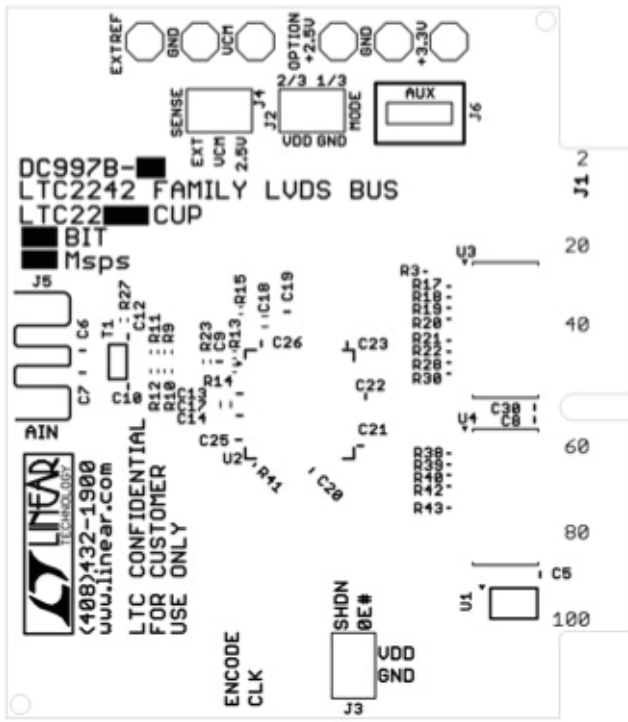 EXTREF
GND
VCM
OPTION
+2.5V
GND
+3.3V
SENSE
J4
EXT
VCM
2.5V
2/3 1/3
J2
MODE
VDD GND
AUX
J6
DC997B-
LTC2242 FAMILY LVDS BUS
LTC22 CUP
BIT
Msps
2
J1
20
40
60
80
100
J5
AIN
C6
C7
R27
C12
T1
C10
R11
R9
R12
R10
R23
C9
R13
R14
R15
C18
C19
C26
C23
C22
C21
C25
U2
R41
C20
U3
R3
R17
R18
R19
R20
R21
R22
R28
R30
C30
C8
U4
R38
R39
R40
R42
R43
C5
U1
LINEAR
TECHNOLOGY
(408)432-1900
www.linear.com
LTC CONFIDENTIAL
FOR CUSTOMER
USE ONLY
ENCODE
CLK
SHDN
OE#
VDD
GND
J3